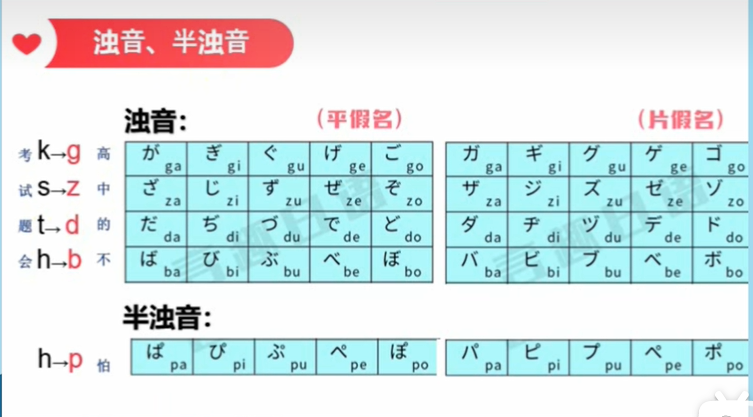 浊音、半浊音
浊音： （平假名） （片假名）
考 k→g 高 が ga ぎ gi ぐ gu げ ge ご go ガ ga ギ gi グ gu ゲ ge ゴ go
试 s→z 中 ざ za じ zi ず zu ぜ ze ぞ zo ザ za ジ zi ズ zu ゼ ze ゾ zo
题 t→d 的 だ da ぢ di づ du で de ど do ダ da ヂ di ヅ du デ de ド do
会 h→b 不 ば ba び bi ぶ bu べ be ぼ bo バ ba ビ bi ブ bu ベ be ボ bo
半浊音：
h→p 怕 ぱ pa ぴ pi ぷ pu ぺ pe ぽ po パ pa ピ pi プ pu ペ pe ポ po